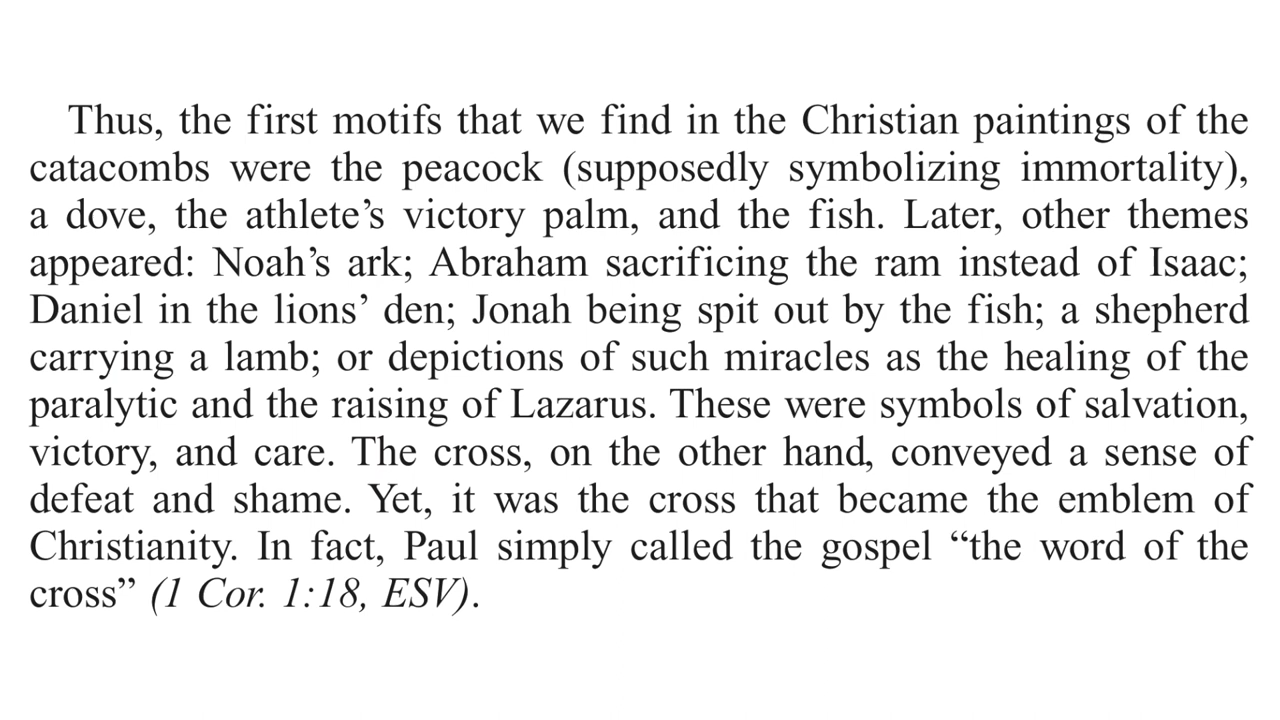 Thus, the first motifs that we find in the Christian paintings of the
catacombs were the peacock (supposedly symbolizing immortality),
a dove, the athlete’s victory palm, and the fish. Later, other themes
appeared: Noah’s ark; Abraham sacrificing the ram instead of Isaac;
Daniel in the lions’ den; Jonah being spit out by the fish; a shepherd
carrying a lamb; or depictions of such miracles as the healing of the
paralytic and the raising of Lazarus. These were symbols of salvation,
victory, and care. The cross, on the other hand, conveyed a sense of
defeat and shame. Yet, it was the cross that became the emblem of
Christianity. In fact, Paul simply called the gospel “the word of the
cross” (1 Cor. 1:18, ESV).